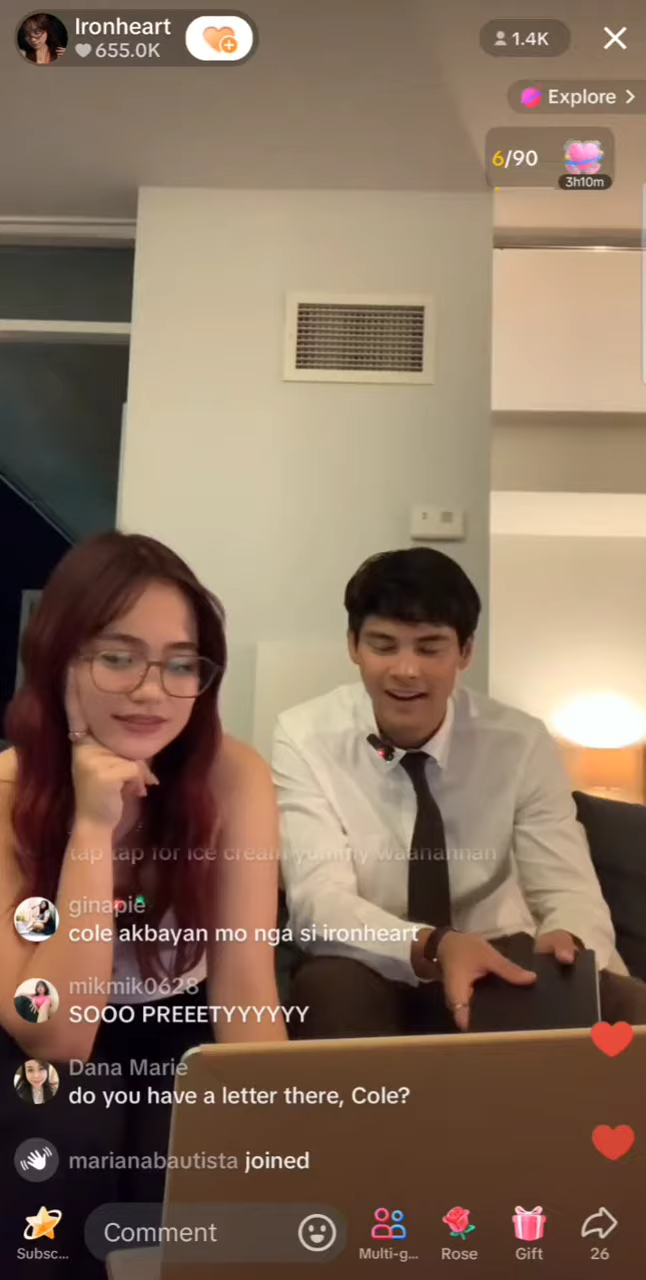 Ironheart
655.0K
1.4K
Explore >
6/90
3h10m
tap tap for ice cream yummy waahannan
ginapie
cole akbayan mo nga si ironheart
mikmik0628
SOOO PREEETYYYYYY
Dana Marie
do you have a letter there, Cole?
marianabautista joined
Subsc...
Comment
Multi-g...
Rose
Gift
26